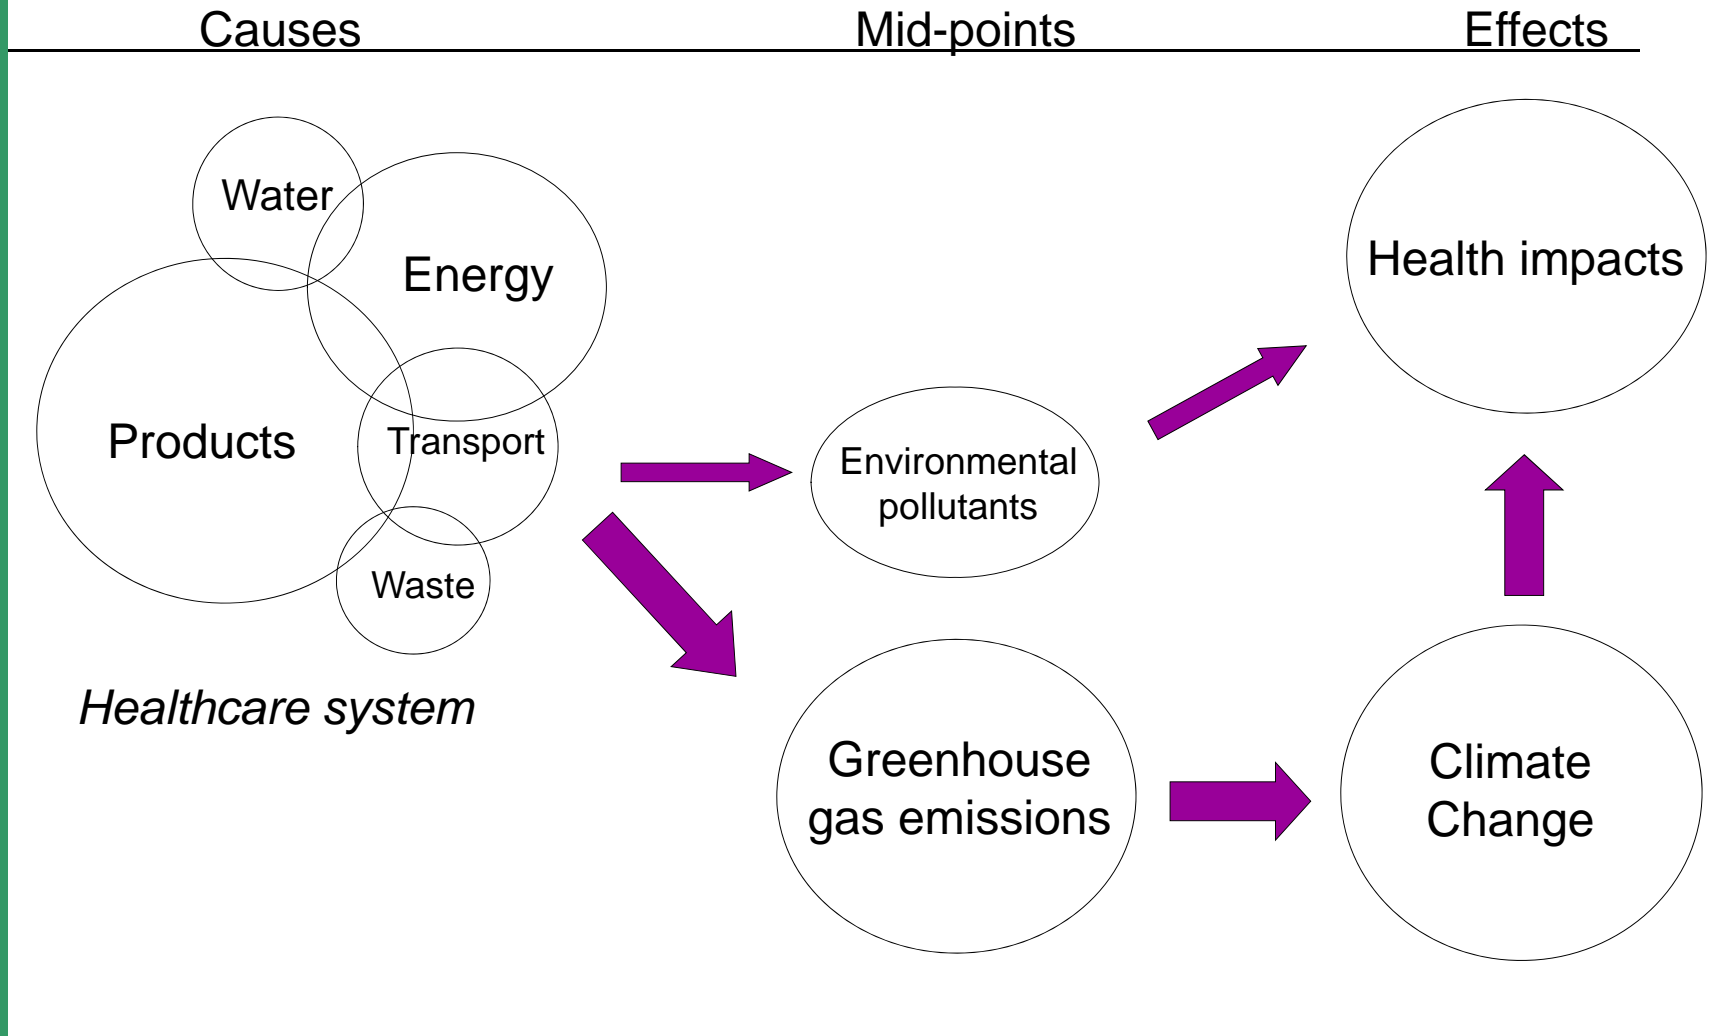 Causes
Mid-points
Effects
Water
Energy
Products
Transport
Waste
Healthcare system
Environmental
pollutants
Greenhouse
gas emissions
Health impacts
Climate
Change